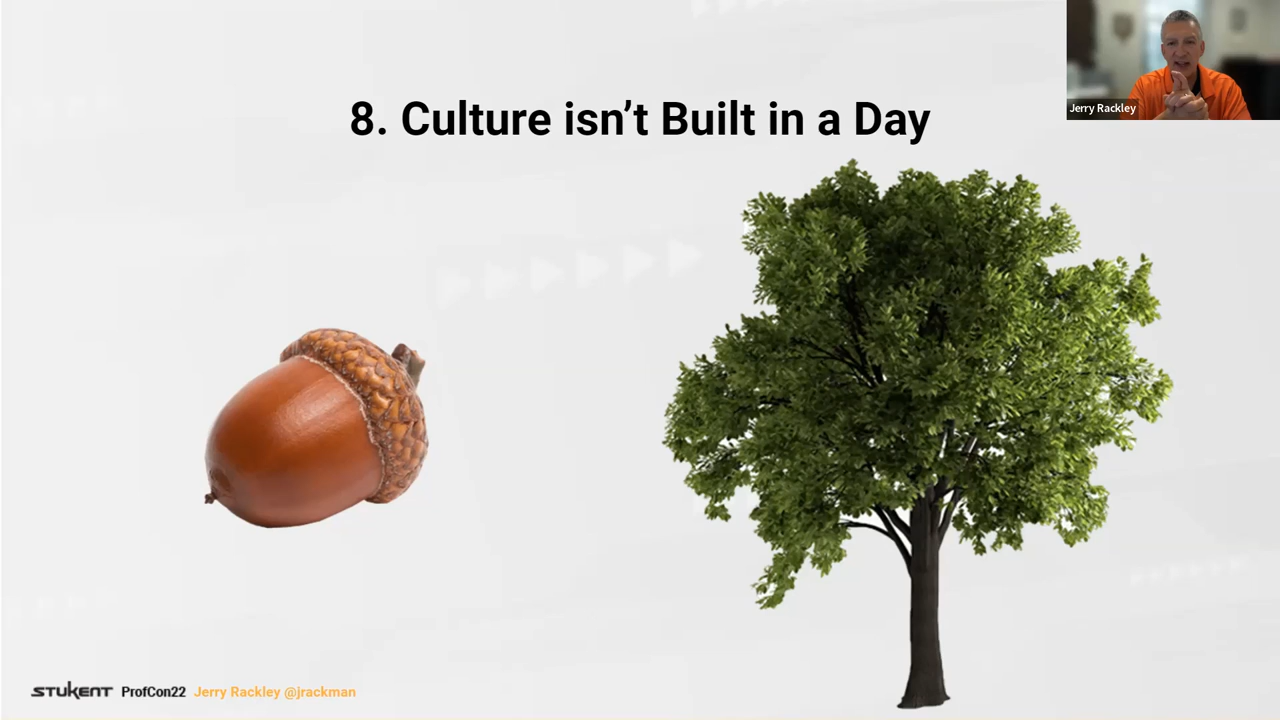 8. Culture isn’t Built in a Day
Jerry Rackley
STUKENT ProfCon22 Jerry Rackley @jrackman